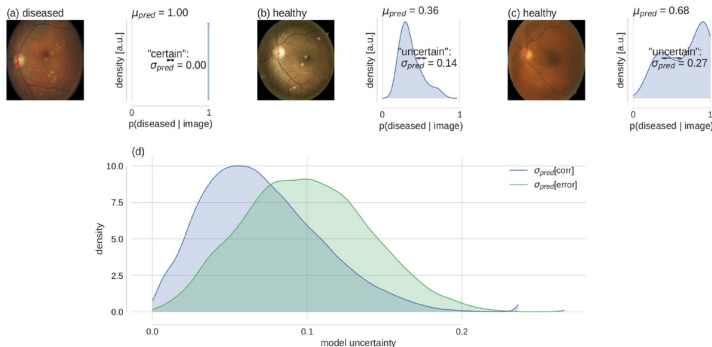 (a) diseased
μpred = 1.00
"certain":
σpred = 0.00
density [a.u.]
0
1
p(diseased | image)
(b) healthy
μpred = 0.36
"uncertain":
σpred = 0.14
density [a.u.]
0
1
p(diseased | image)
(c) healthy
μpred = 0.68
"uncertain":
σpred = 0.27
density [a.u.]
0
1
p(diseased | image)
(d)
10.0
7.5
5.0
2.5
0.0
density
σpred[corr]
σpred[error]
0.0
0.1
0.2
model uncertainty